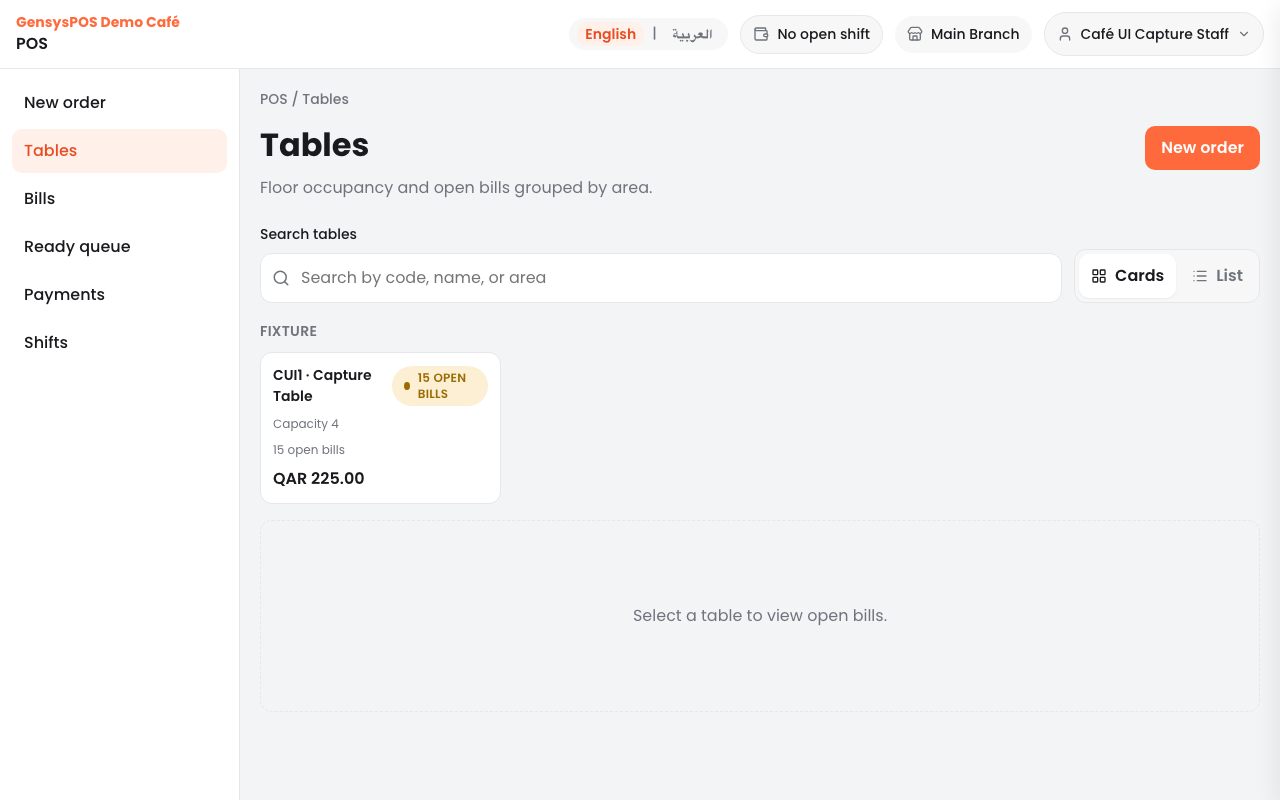 GensysPOS Demo Café
POS
English | العربية
No open shift
Main Branch
Café UI Capture Staff
New order
Tables
Bills
Ready queue
Payments
Shifts
POS / Tables
Tables
New order
Floor occupancy and open bills grouped by area.
Search tables
Search by code, name, or area
Cards
List
FIXTURE
CUI1 · Capture
Table
15 OPEN
BILLS
Capacity 4
15 open bills
QAR 225.00
Select a table to view open bills.